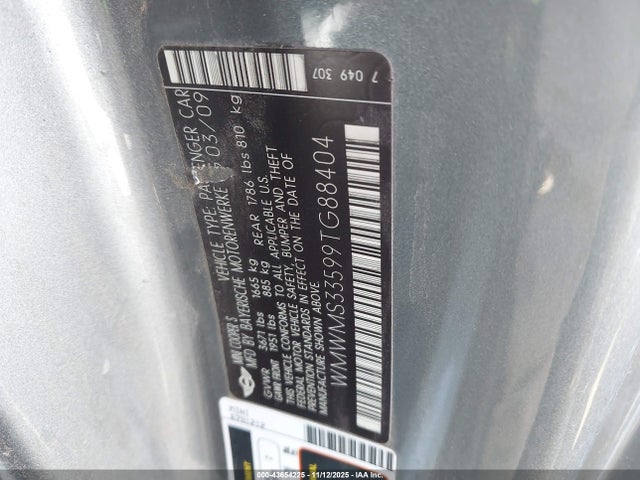 MINI COOPER S VEHICLE TYPE: PASSENGER CAR
MFD BY BAYERISCHE MOTORENWERKE 03/09
GVWR 3671 lbs 1665 kg REAR 1786 lbs 810 kg
GAWR FRONT 1951 lbs 885 kg
THIS VEHICLE CONFORMS TO ALL APPLICABLE U.S.
FEDERAL MOTOR VEHICLE SAFETY, BUMPER AND THEFT
PREVENTION STANDARDS IN EFFECT ON THE DATE OF
MANUFACTURE SHOWN ABOVE.
WMWMS33599TG88404
7 049 307
MINI
000-43654225 - 11/12/2025 - IAAI.COM